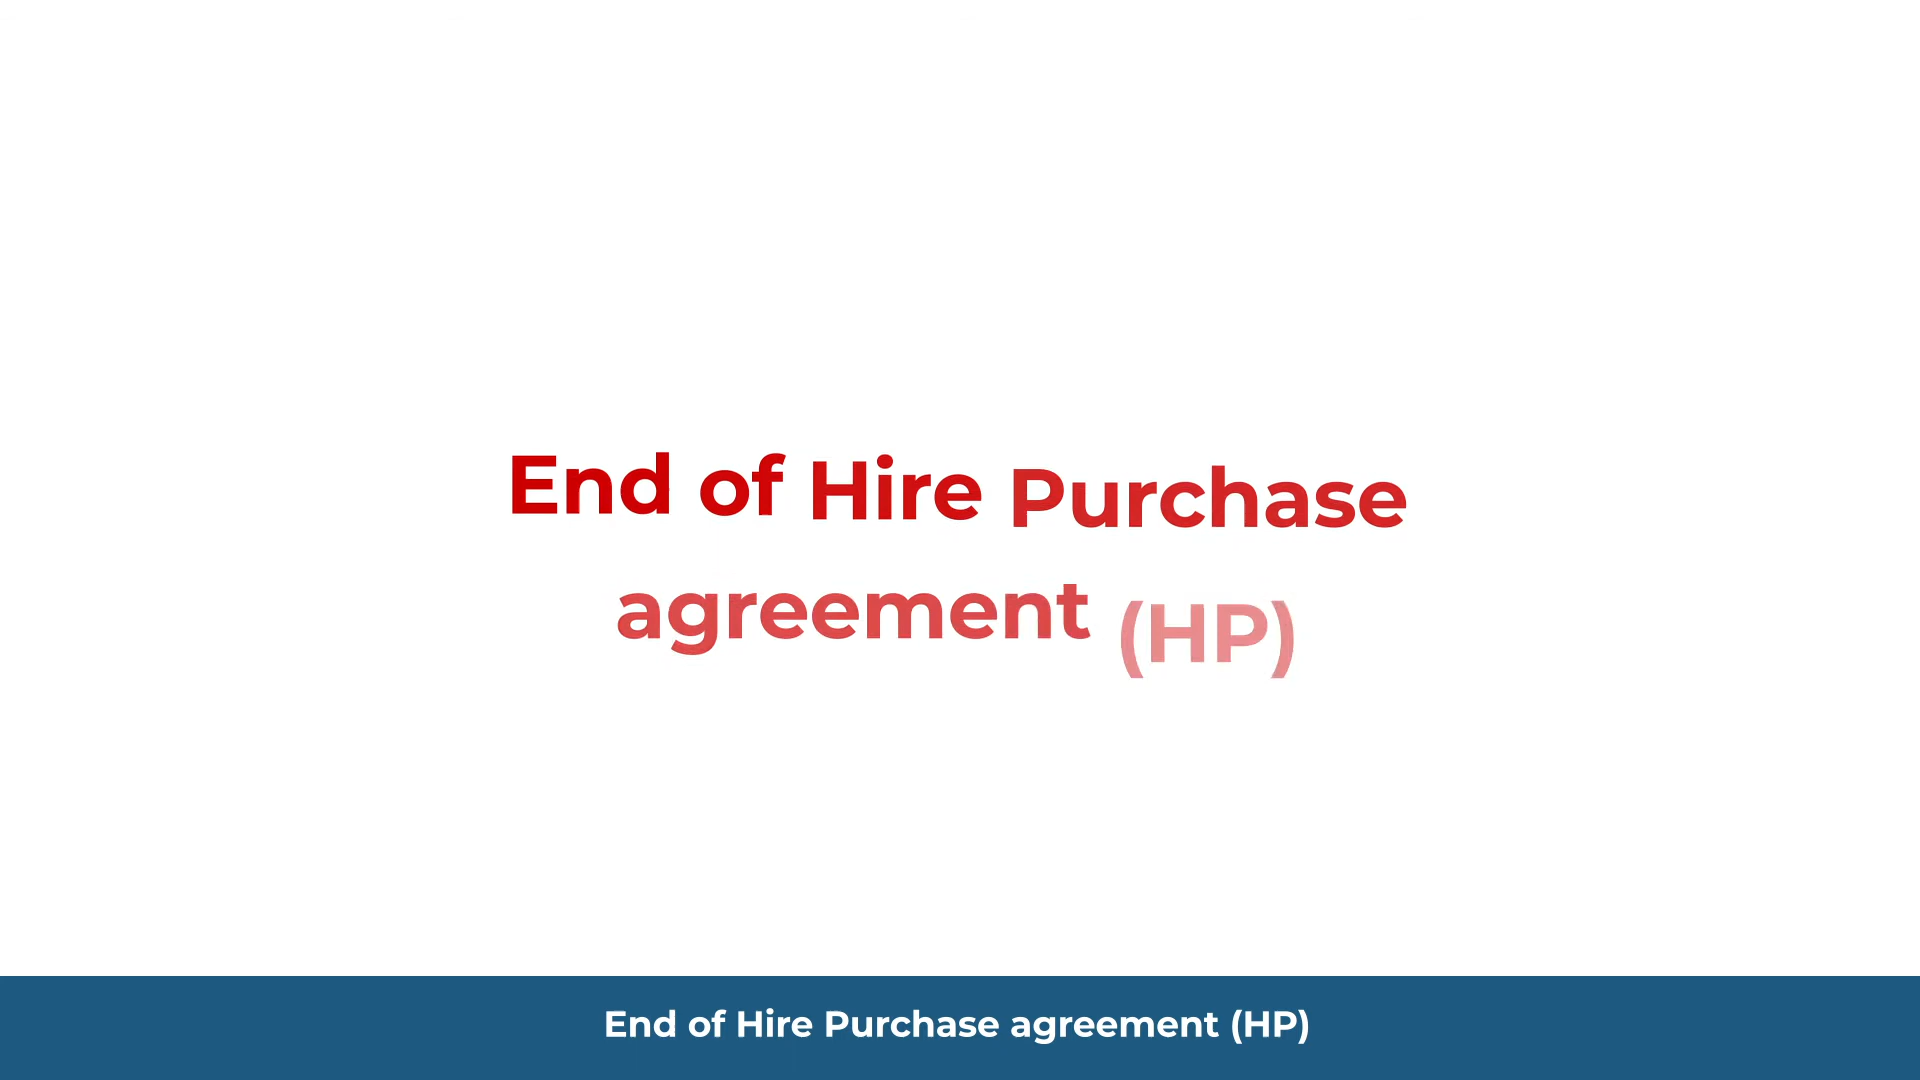 End of Hire Purchase
agreement (HP)
End of Hire Purchase agreement (HP)